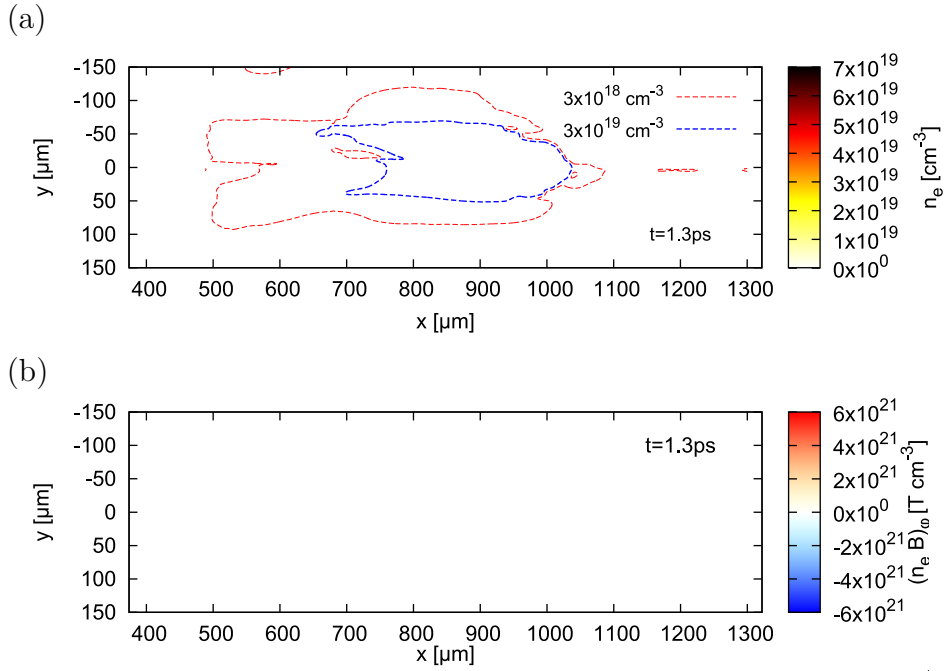 (a)
-150
-100
-50
0
50
100
150
y [µm]
3x10^18 cm^-3
3x10^19 cm^-3
t=1.3ps
400 500 600 700 800 900 1000 1100 1200 1300
x [µm]
7x10^19
6x10^19
5x10^19
4x10^19
3x10^19
2x10^19
1x10^19
0x10^0
n_e [cm^-3]
(b)
-150
-100
-50
0
50
100
150
y [µm]
t=1.3ps
400 500 600 700 800 900 1000 1100 1200 1300
x [µm]
6x10^21
4x10^21
2x10^21
0x10^0
-2x10^21
-4x10^21
-6x10^21
(n_e B)_φ [T cm^-3]